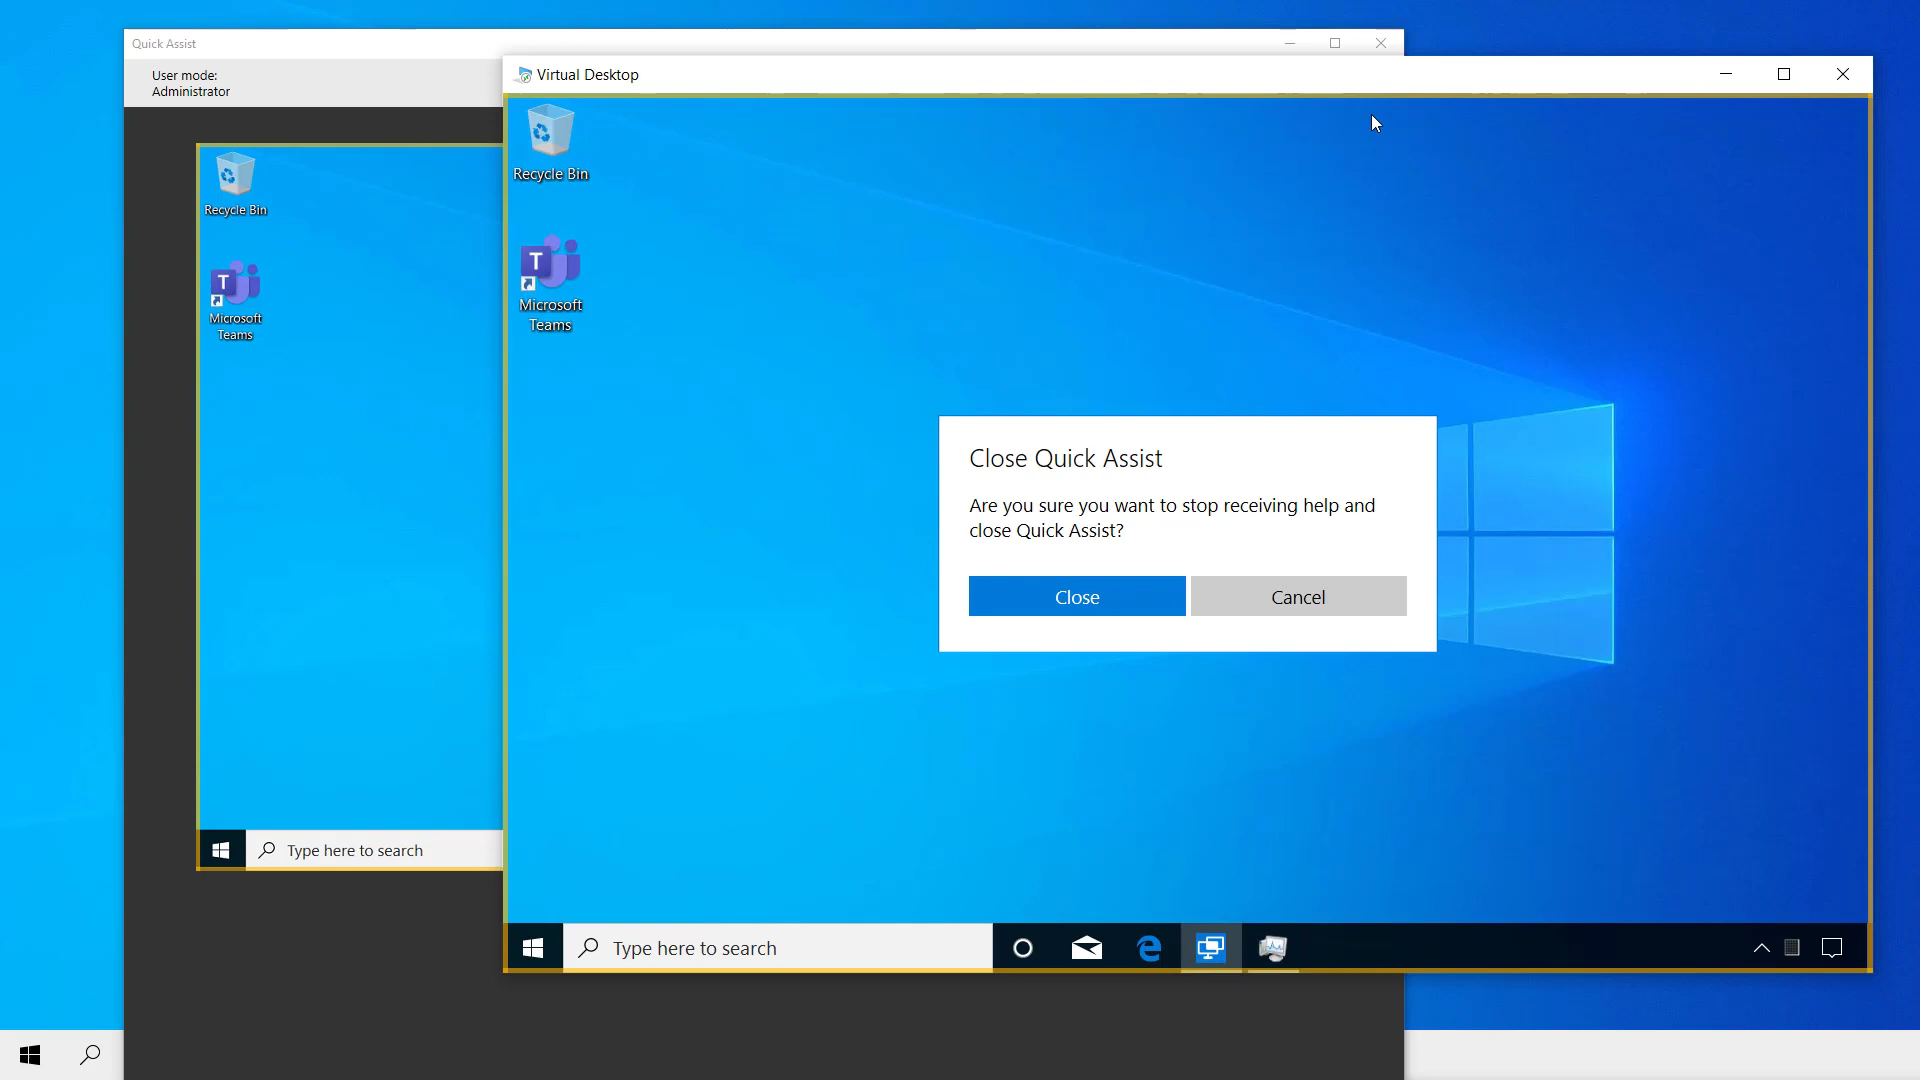 Quick Assist
User mode:
Administrator
Recycle Bin
T
Microsoft
Teams
Type here to search
Virtual Desktop
Recycle Bin
T
Microsoft
Teams
Close Quick Assist
Are you sure you want to stop receiving help and
close Quick Assist?
Close
Cancel
Type here to search